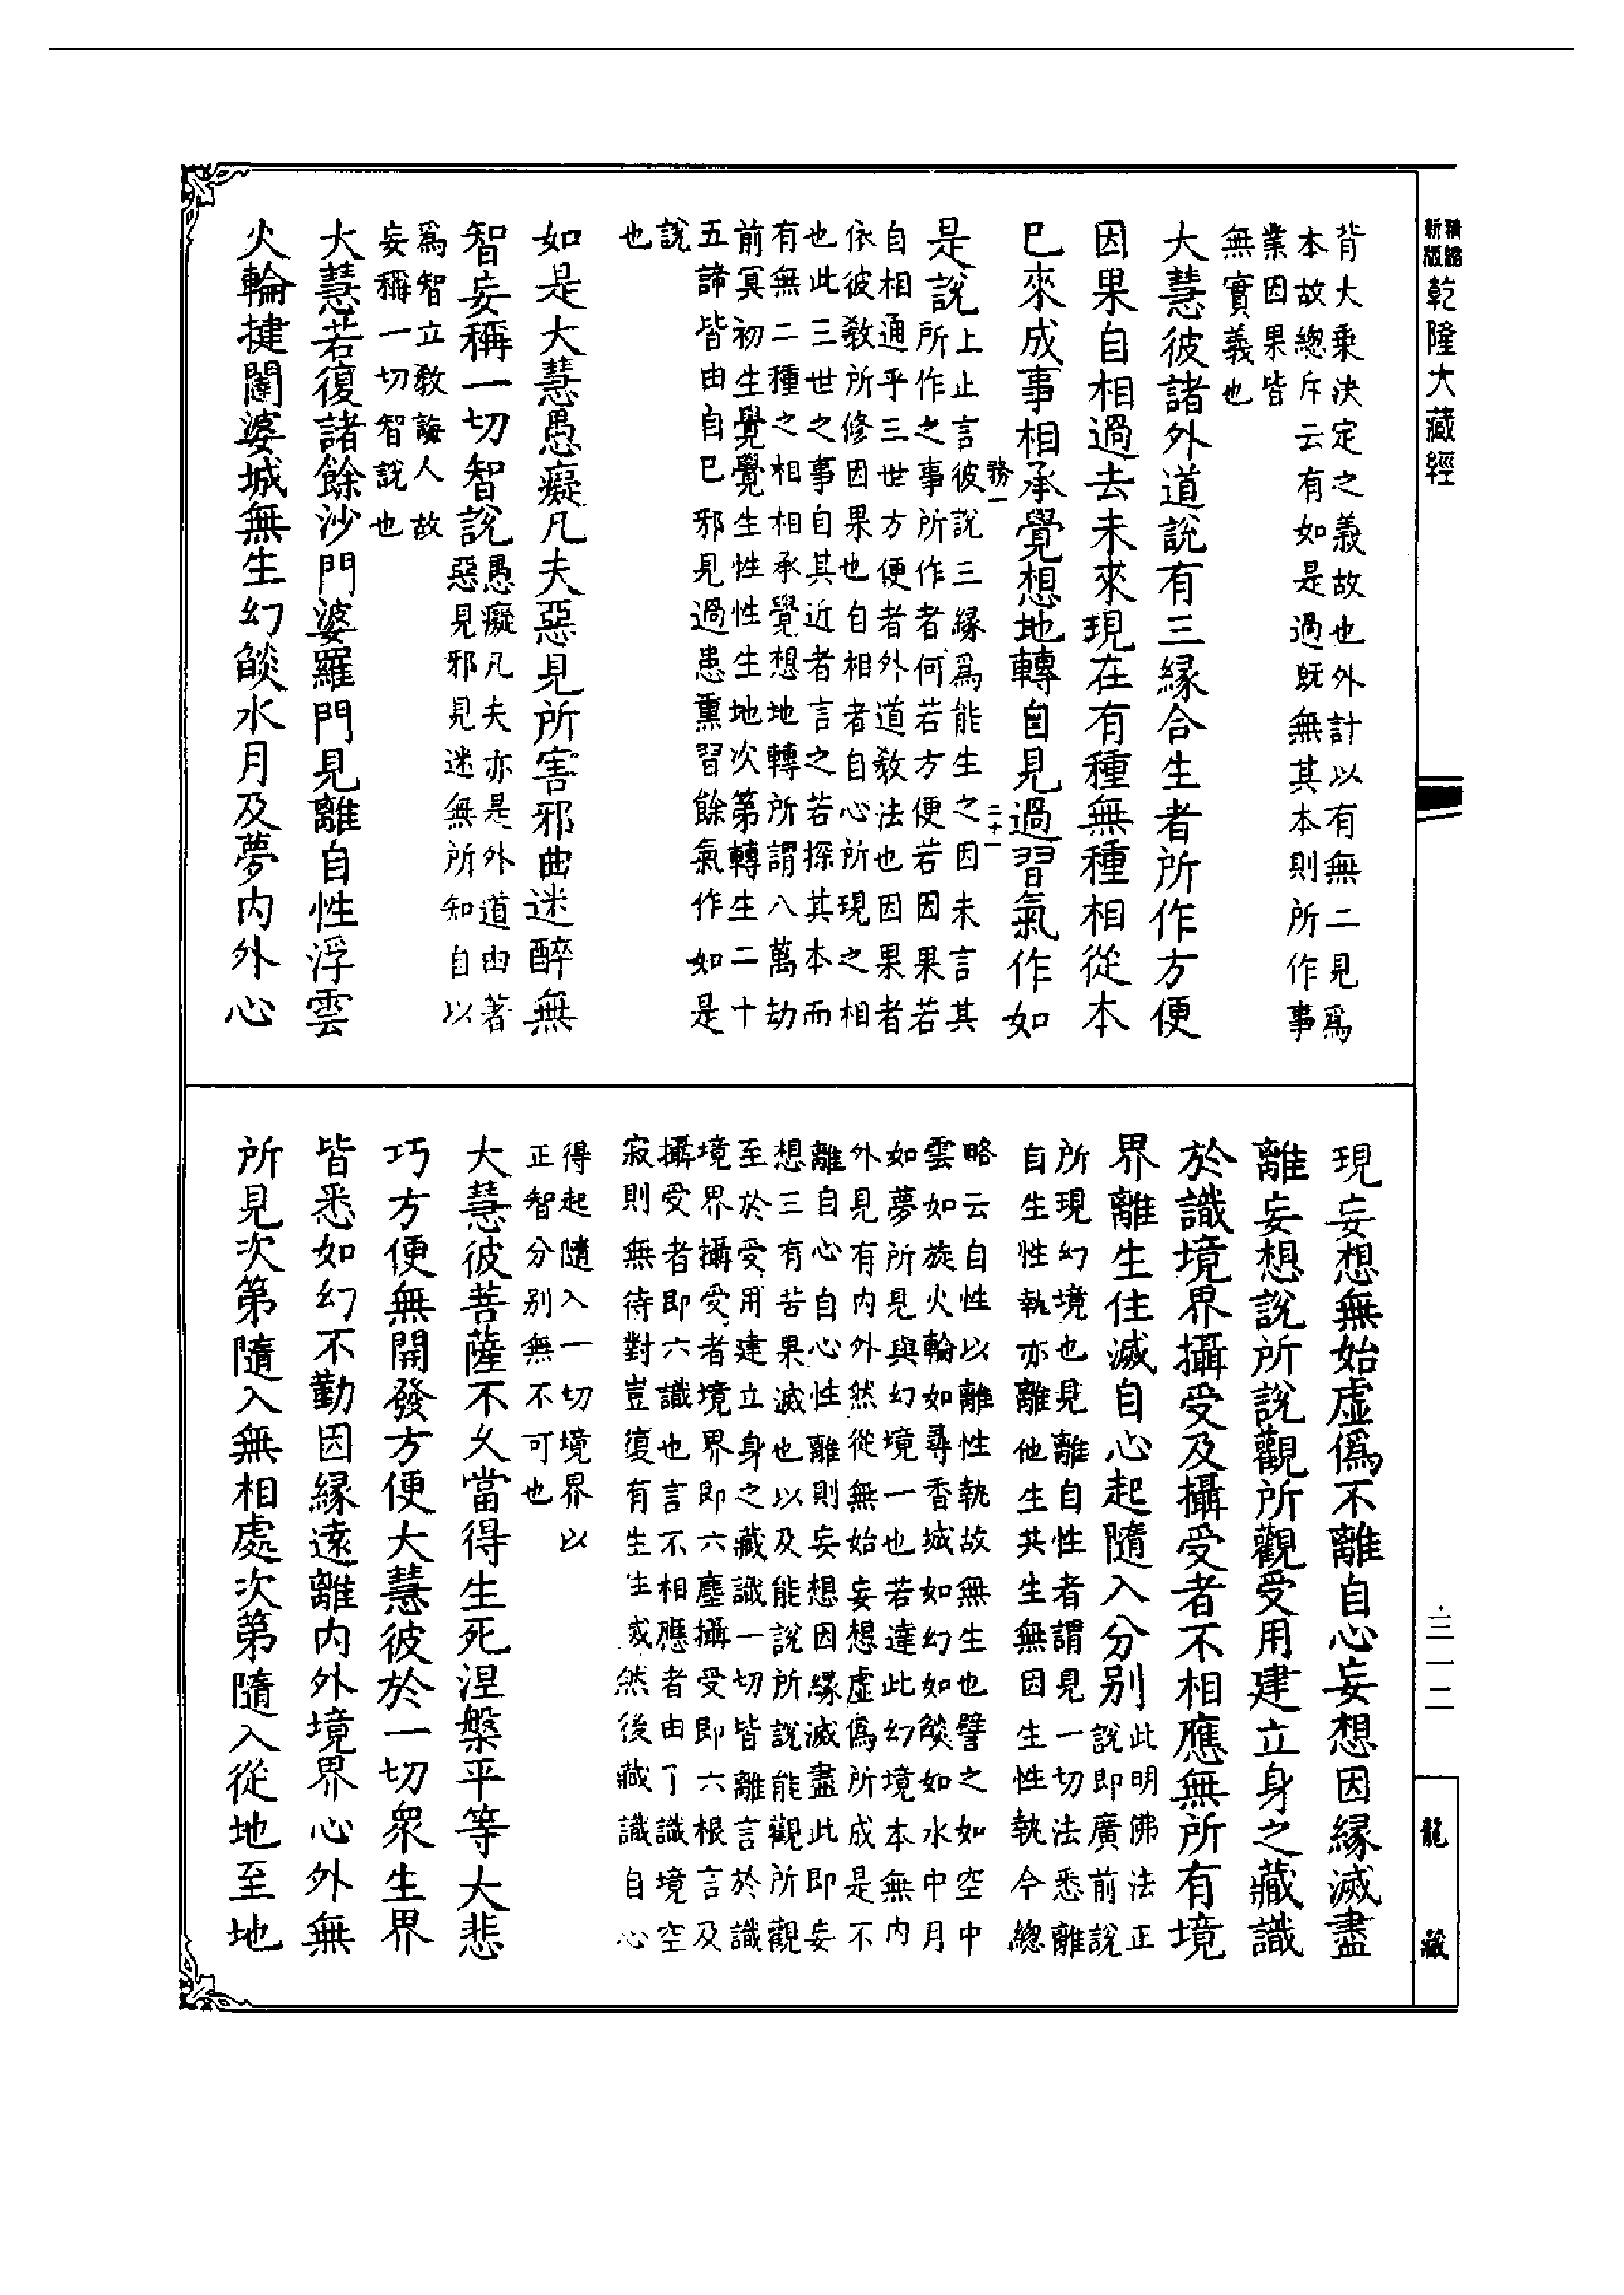 精縮
新版
乾隆大藏經
背大乗決定之義故也外計以有無二見爲
本故總斥云有如是過旣無其本則所作事
業因果皆
無實義也
大慧彼諸外道說有三緣合生者所作方便
因果自相過去未來現在有種無種相從本
巳來成事相承覺想地轉自見過習氣作如
務一
二十一
是說
上止言彼說三緣爲能生之因未言其
所作之事所作者何若方便若因果若
自相通乎三世方便者外道敎法也因果者
依彼敎所修因果也自相者自心所現之相
也此三世之事自其近者言之若探其本而
有無二種之相相承覺想地轉所謂八萬劫
前冥初生覺覺生性性生地次第轉生二十
五諦皆由自巳邪見過患熏習餘氣作如是
說
也
如是大慧愚癡凡夫惡見所害邪曲迷醉無
智妄稱一切智說
愚癡凡夫亦是外道由著
惡見邪見迷無所知自以
爲智立敎誨人故
妄稱一切智說也
大慧若復諸餘沙門婆羅門見離自性浮雲
火輪揵闥婆城無生幻燄水月及夢內外心
現妄想無始虛僞不離自心妄想因緣滅盡
離妄想說所說觀所觀受用建立身之藏識
於識境界攝受及攝受者不相應無所有境
界離生住滅自心起隨入分別
此明佛法正
說即廣前說
所現幻境也見離自性者謂見一切法悉離
自生性執亦離他生共生無因生性執今總
略云自性以離性執故無生也譬之如空中
雲如旋火輪如尋香城如幻如燄如水中月
如夢所見與幻境一也若達此幻境本無內
外見有內外然從無始妄想虛僞所成是不
離自心自心性離則妄想因緣滅盡此即妄
想三有苦果滅也以及能說所說能觀所觀
至於受用建立身之藏識一切皆離言於識
境界攝受者境界即六塵攝受即六根言及
攝受者即六識也言不相應者由了識境空
寂則無待對豈復有生生或然後藏識自心
得起隨入一切境界以
正智分別無不可也
大慧彼菩薩不久當得生死涅槃平等大悲
巧方便無開發方便大慧彼於一切眾生界
皆悉如幻不勤因緣遠離內外境界心外無
所見次第隨入無相處次第隨入從地至地
三一二
龍藏